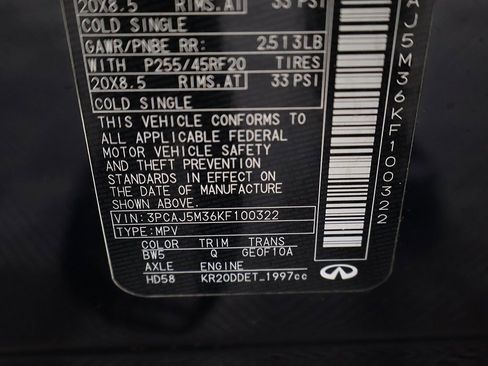 20X8.5 RIMS.AT 33 PSI
COLD SINGLE
GAWR/PNBE RR: 2513LB
WITH P255/45RF20 TIRES
20X8.5 RIMS.AT 33 PSI
COLD SINGLE
THIS VEHICLE CONFORMS TO
ALL APPLICABLE FEDERAL
MOTOR VEHICLE SAFETY
AND THEFT PREVENTION
STANDARDS IN EFFECT ON
THE DATE OF MANUFACTURE
SHOWN ABOVE.
VIN: 3PCAJ5M36KF100322
TYPE: MPV
COLOR TRIM TRANS
BW5 Q GEOF10A
AXLE ENGINE
HD58 KR20DDET_1997cc
AJ5M36KF100322